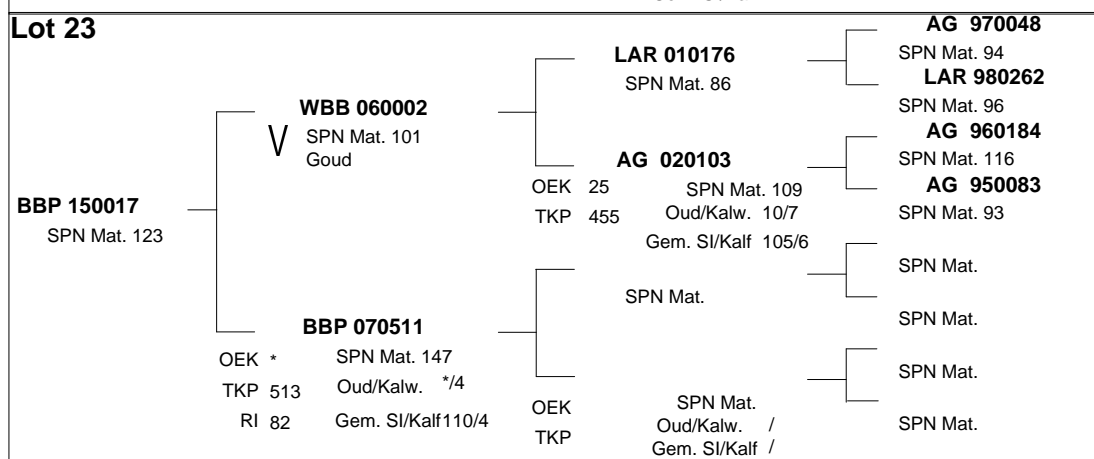 Lot 23
AG 970048
LAR 010176
SPN Mat. 94
SPN Mat. 86
LAR 980262
WBB 060002
SPN Mat. 96
V
SPN Mat. 101
Goud
AG 960184
AG 020103
SPN Mat. 116
OEK 25
SPN Mat. 109
AG 950083
BBP 150017
TKP 455
Oud/Kalw. 10/7
SPN Mat. 93
SPN Mat. 123
Gem. SI/Kalf 105/6
SPN Mat.
SPN Mat.
SPN Mat.
BBP 070511
OEK *
SPN Mat. 147
SPN Mat.
TKP 513
Oud/Kalw. */4
OEK
SPN Mat.
RI 82
Gem. SI/Kalf 110/4
TKP
Oud/Kalw. /
SPN Mat.
Gem. SI/Kalf /